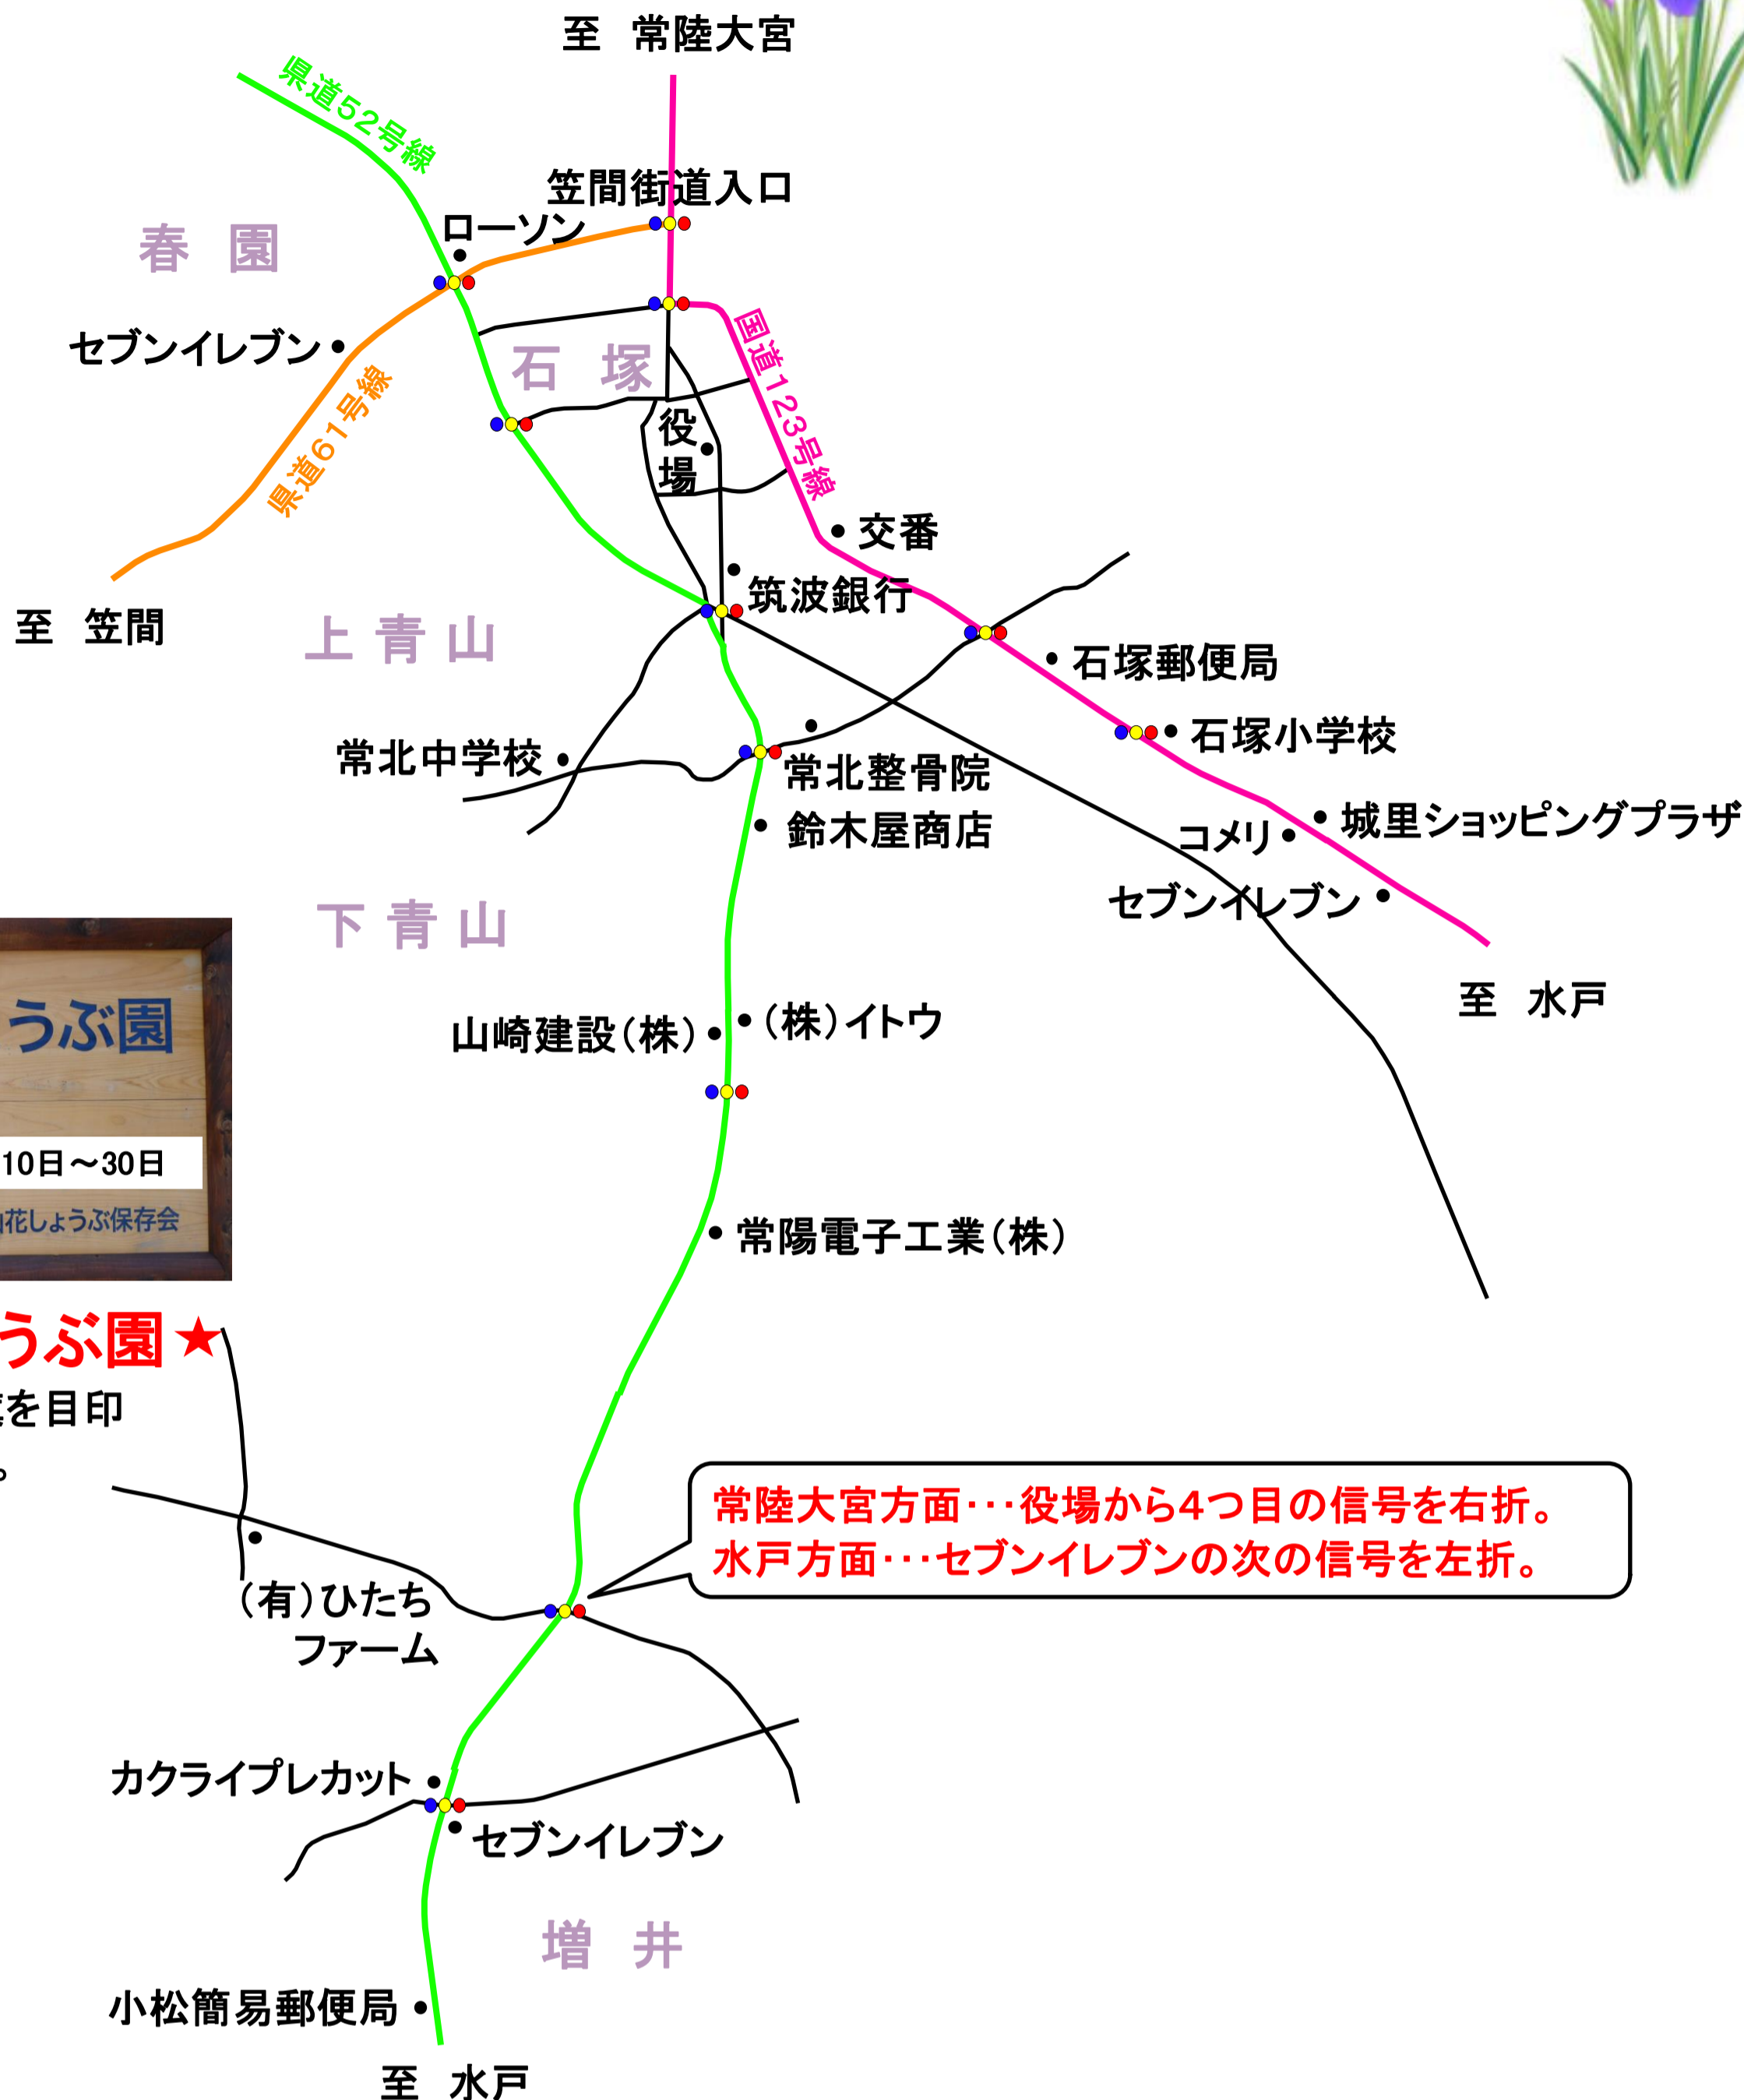 至 常陸大宮
県道52号線
笠間街道入口
ローソン
春園
セブンイレブン
国道123号線
石塚
県道61号線
役場
交番
筑波銀行
至 笠間
上青山
石塚郵便局
石塚小学校
常北中学校
常北整骨院
城里ショッピングプラザ
コメリ
鈴木屋商店
セブンイレブン
下青山
至 水戸
うぶ園
山崎建設(株)
(株)イトウ
10日～30日
花しょうぶ保存会
常陽電子工業(株)
うぶ園★
を目印
。
常陸大宮方面･･･役場から4つ目の信号を右折。
水戸方面･･･セブンイレブンの次の信号を左折。
(有)ひたち
ファーム
カクライプレカット
セブンイレブン
増井
小松簡易郵便局
至 水戸